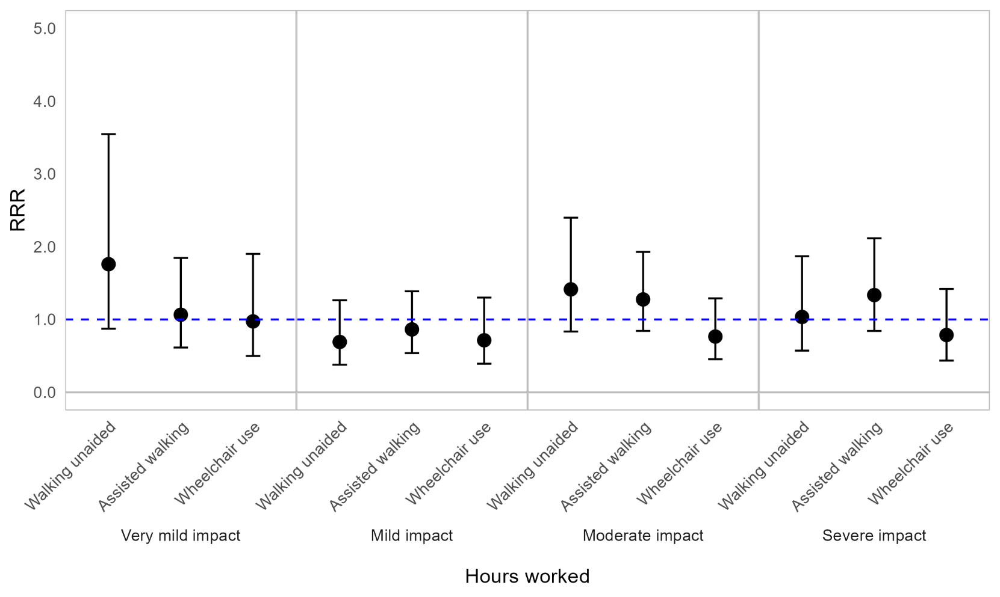 5.0
4.0
3.0
2.0
1.0
0.0
RRR
Walking unaided
Assisted walking
Wheelchair use
Walking unaided
Assisted walking
Wheelchair use
Walking unaided
Assisted walking
Wheelchair use
Walking unaided
Assisted walking
Wheelchair use
Very mild impact
Mild impact
Moderate impact
Severe impact
Hours worked